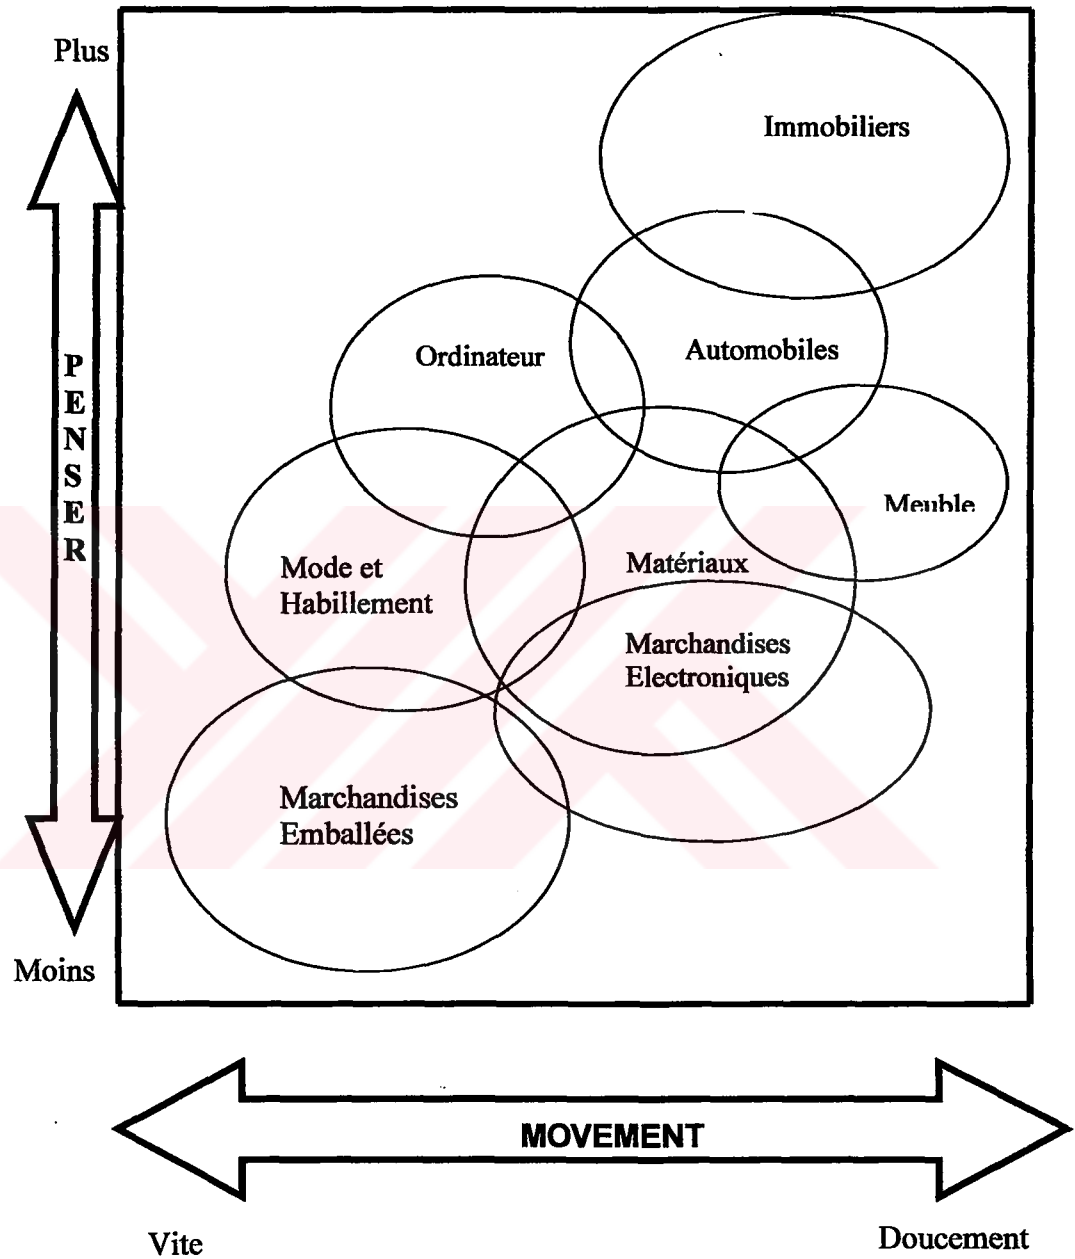 Plus
Immobiliers
Ordinateur
Automobiles
PENSER
Meuble
Mode et
Habillement
Matériaux
Marchandises
Electroniques
Marchandises
Emballées
Moins
MOVEMENT
Vite
Doucement